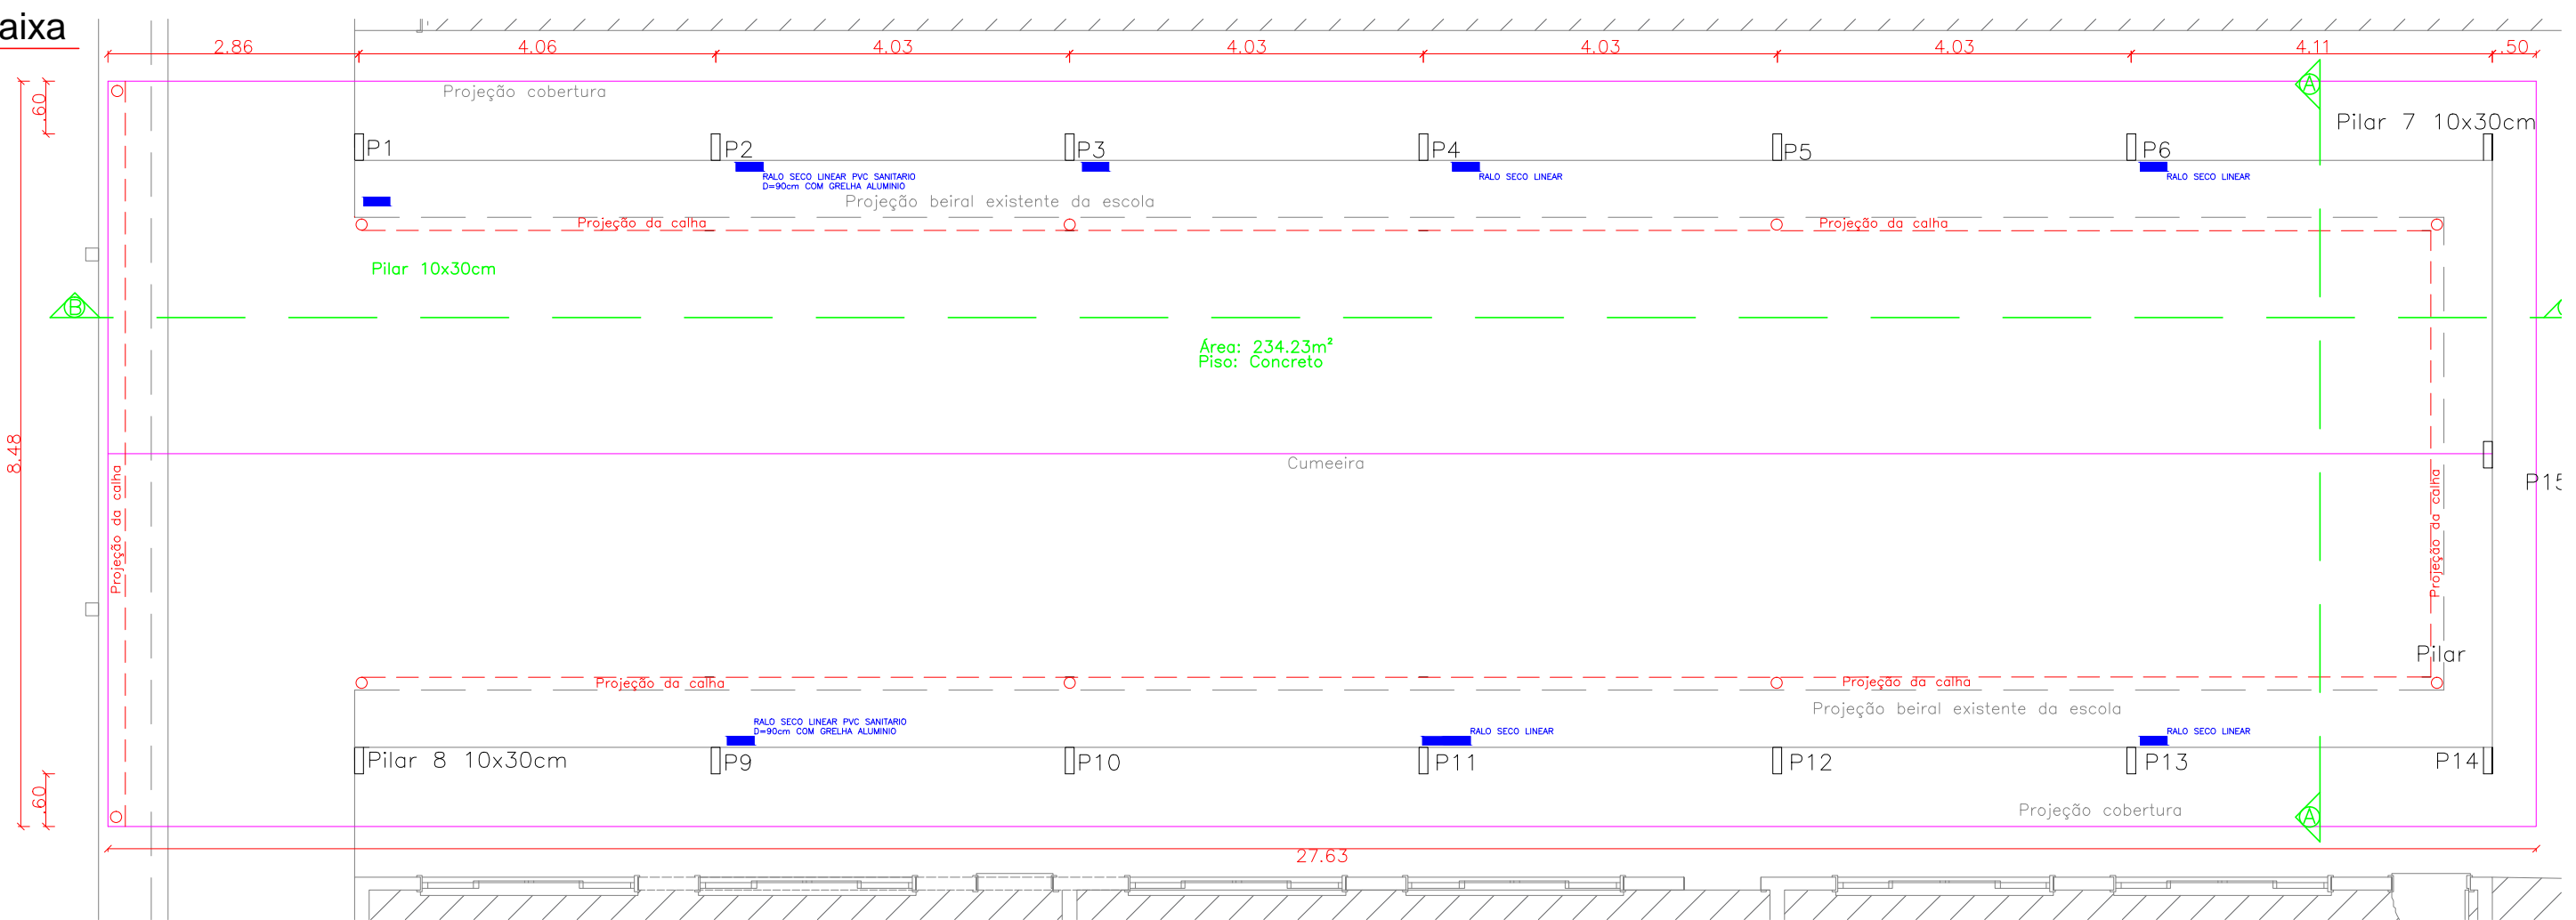 aixa
2.86 4.06 4.03 4.03 4.03 4.03 4.11 .50
.60
Projeção cobertura
A
Pilar 7 10x30cm
P1 P2 P3 P4 P5 P6
RALO SECO LINEAR PVC SANITARIO
D=90cm COM GRELHA ALUMINIO
RALO SECO LINEAR
RALO SECO LINEAR
Projeção beiral existente da escola
Projeção da calha
Projeção da calha
Pilar 10x30cm
B
Área: 234.23m²
Piso: Concreto
8.48
Cumeeira
P15
Projeção da calha
Projeção da calha
Pilar
Projeção da calha
Projeção da calha
Projeção beiral existente da escola
RALO SECO LINEAR PVC SANITARIO
D=90cm COM GRELHA ALUMINIO
RALO SECO LINEAR
RALO SECO LINEAR
Pilar 8 10x30cm P9 P10 P11 P12 P13 P14
.60
Projeção cobertura
A
27.63